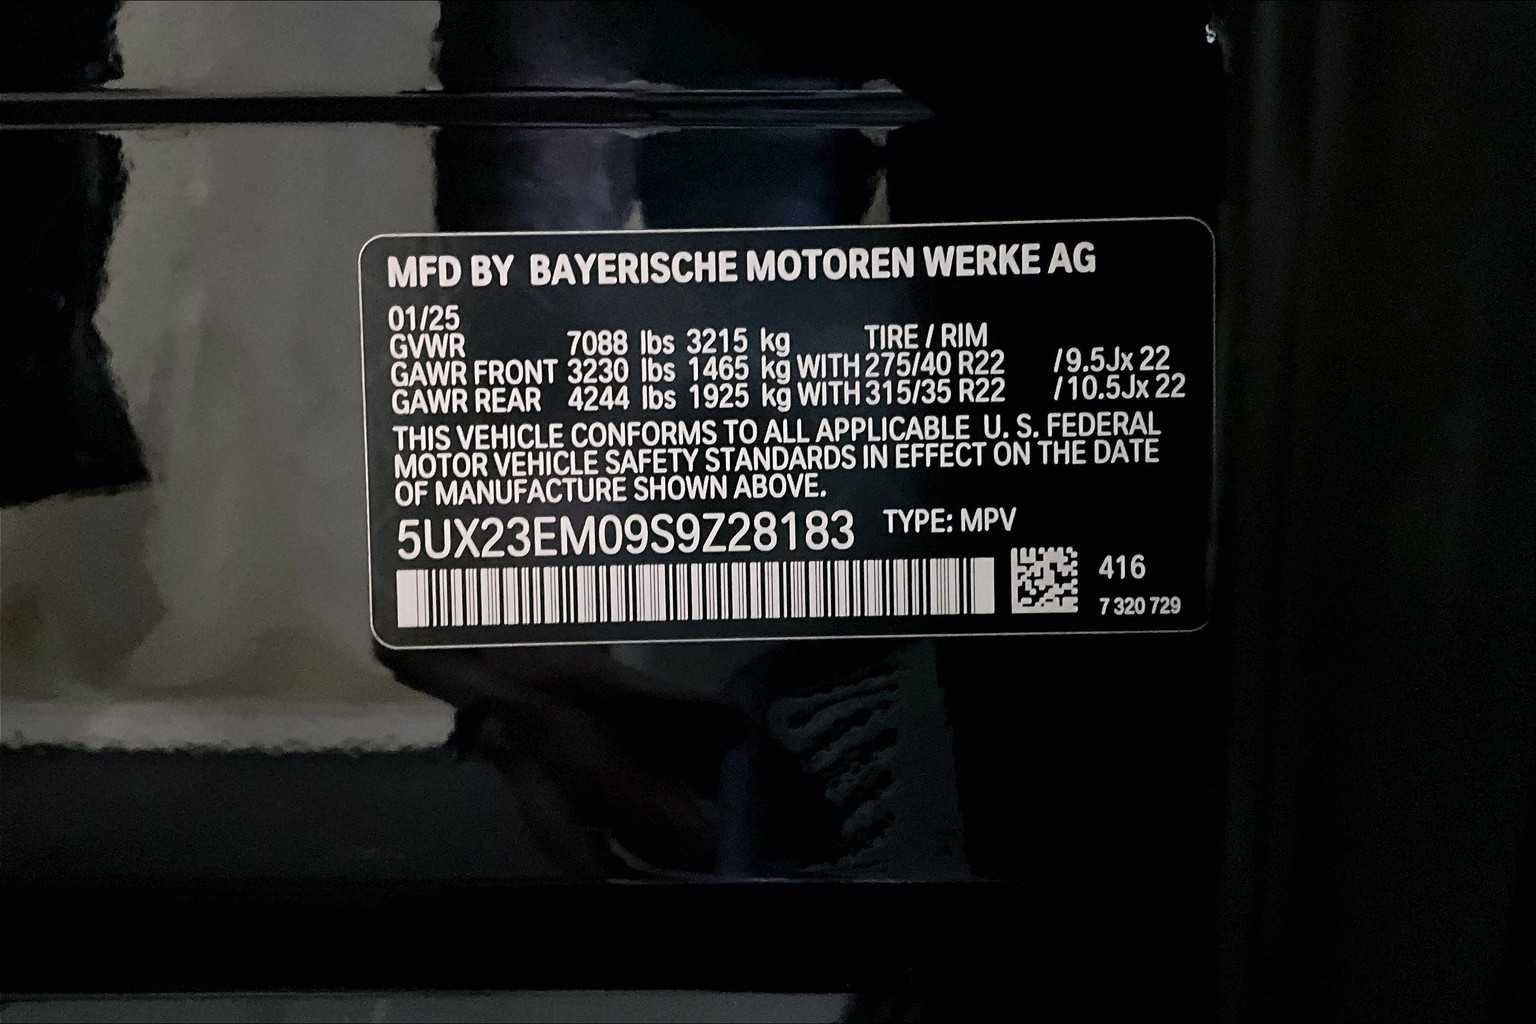 MFD BY BAYERISCHE MOTOREN WERKE AG
01/25
GVWR 7088 lbs 3215 kg TIRE / RIM
GAWR FRONT 3230 lbs 1465 kg WITH 275/40 R22 /9.5Jx 22
GAWR REAR 4244 lbs 1925 kg WITH 315/35 R22 /10.5Jx 22
THIS VEHICLE CONFORMS TO ALL APPLICABLE U. S. FEDERAL
MOTOR VEHICLE SAFETY STANDARDS IN EFFECT ON THE DATE
OF MANUFACTURE SHOWN ABOVE.
5UX23EM09S9Z28183 TYPE: MPV
416
7 320 729